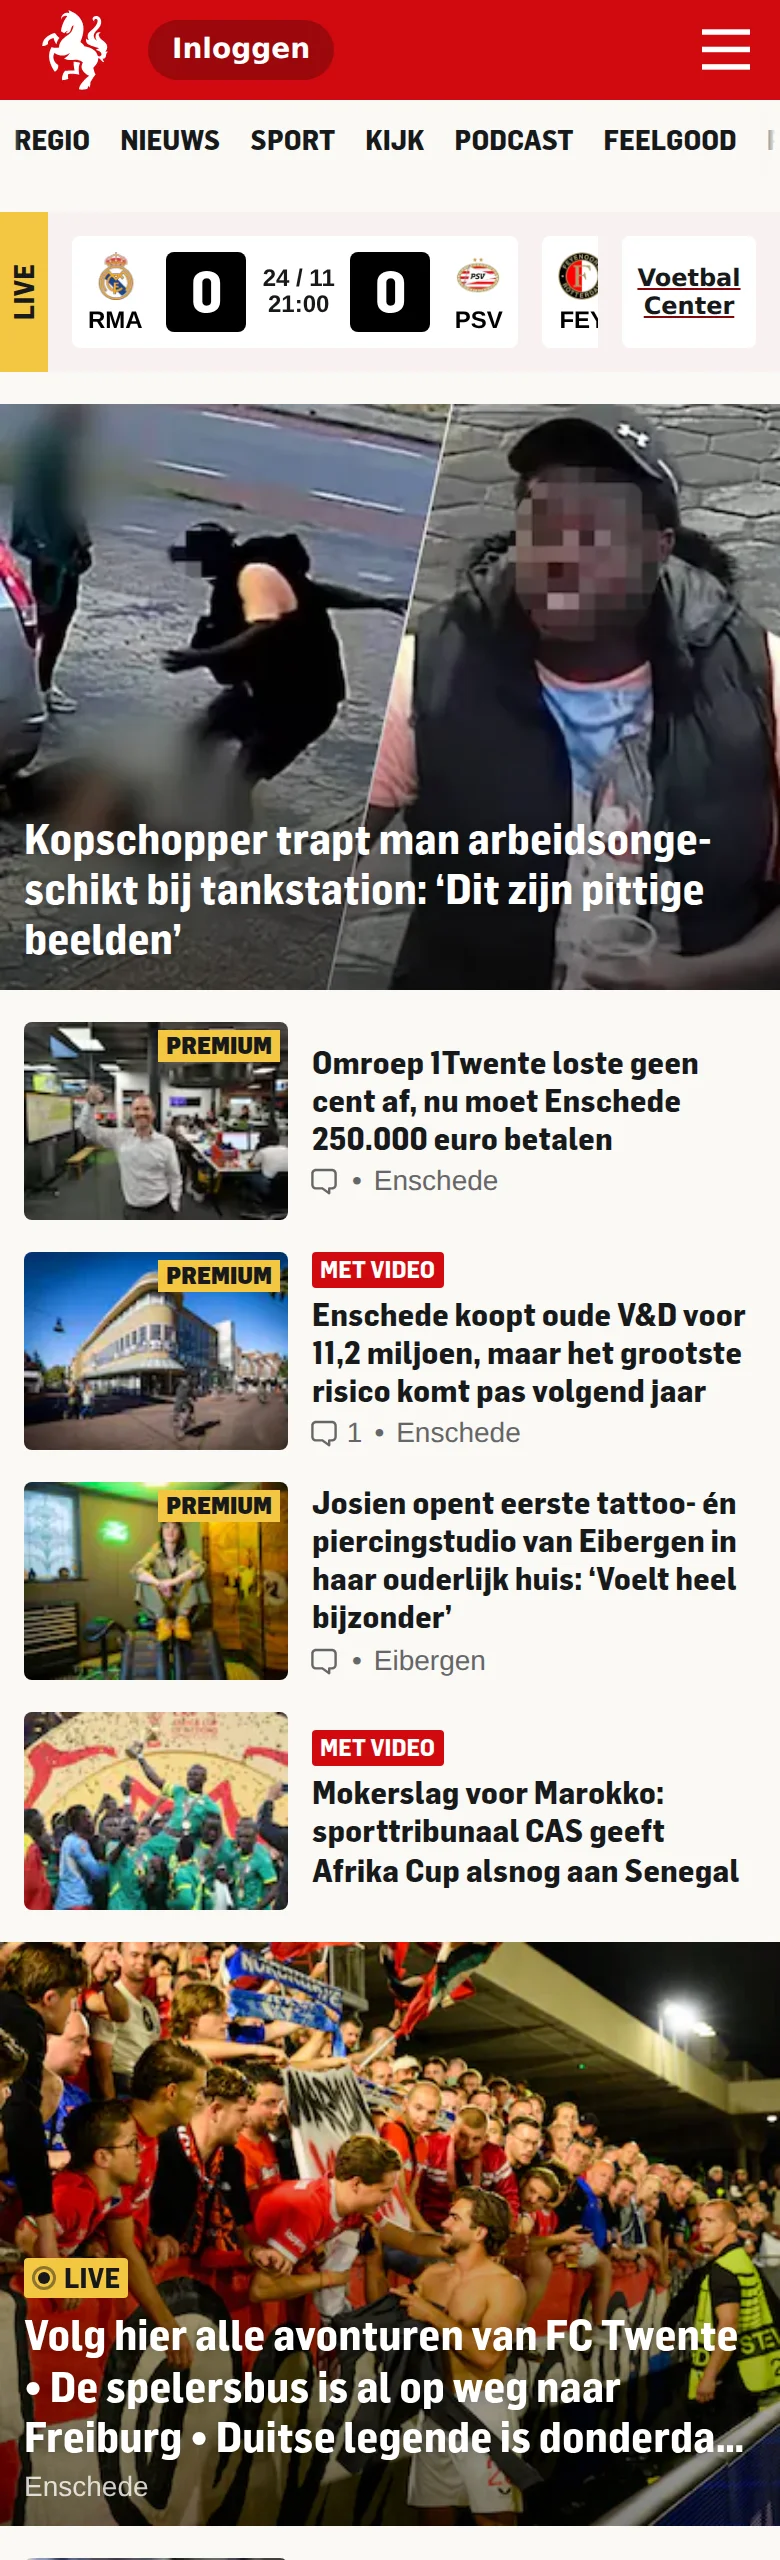 Inloggen
REGIO NIEUWS SPORT KIJK PODCAST FEELGOOD
LIVE
RMA
0
24 / 11
21:00
0
PSV
FEY
Voetbal
Center
Kopschopper trapt man arbeidsonge-
schikt bij tankstation: ‘Dit zijn pittige
beelden’
PREMIUM
Omroep 1Twente loste geen
cent af, nu moet Enschede
250.000 euro betalen
• Enschede
PREMIUM
MET VIDEO
Enschede koopt oude V&D voor
11,2 miljoen, maar het grootste
risico komt pas volgend jaar
1 • Enschede
PREMIUM
Josien opent eerste tattoo- én
piercingstudio van Eibergen in
haar ouderlijk huis: ‘Voelt heel
bijzonder’
• Eibergen
MET VIDEO
Mokerslag voor Marokko:
sporttribunaal CAS geeft
Afrika Cup alsnog aan Senegal
LIVE
Volg hier alle avonturen van FC Twente
• De spelersbus is al op weg naar
Freiburg • Duitse legende is donderda...
Enschede